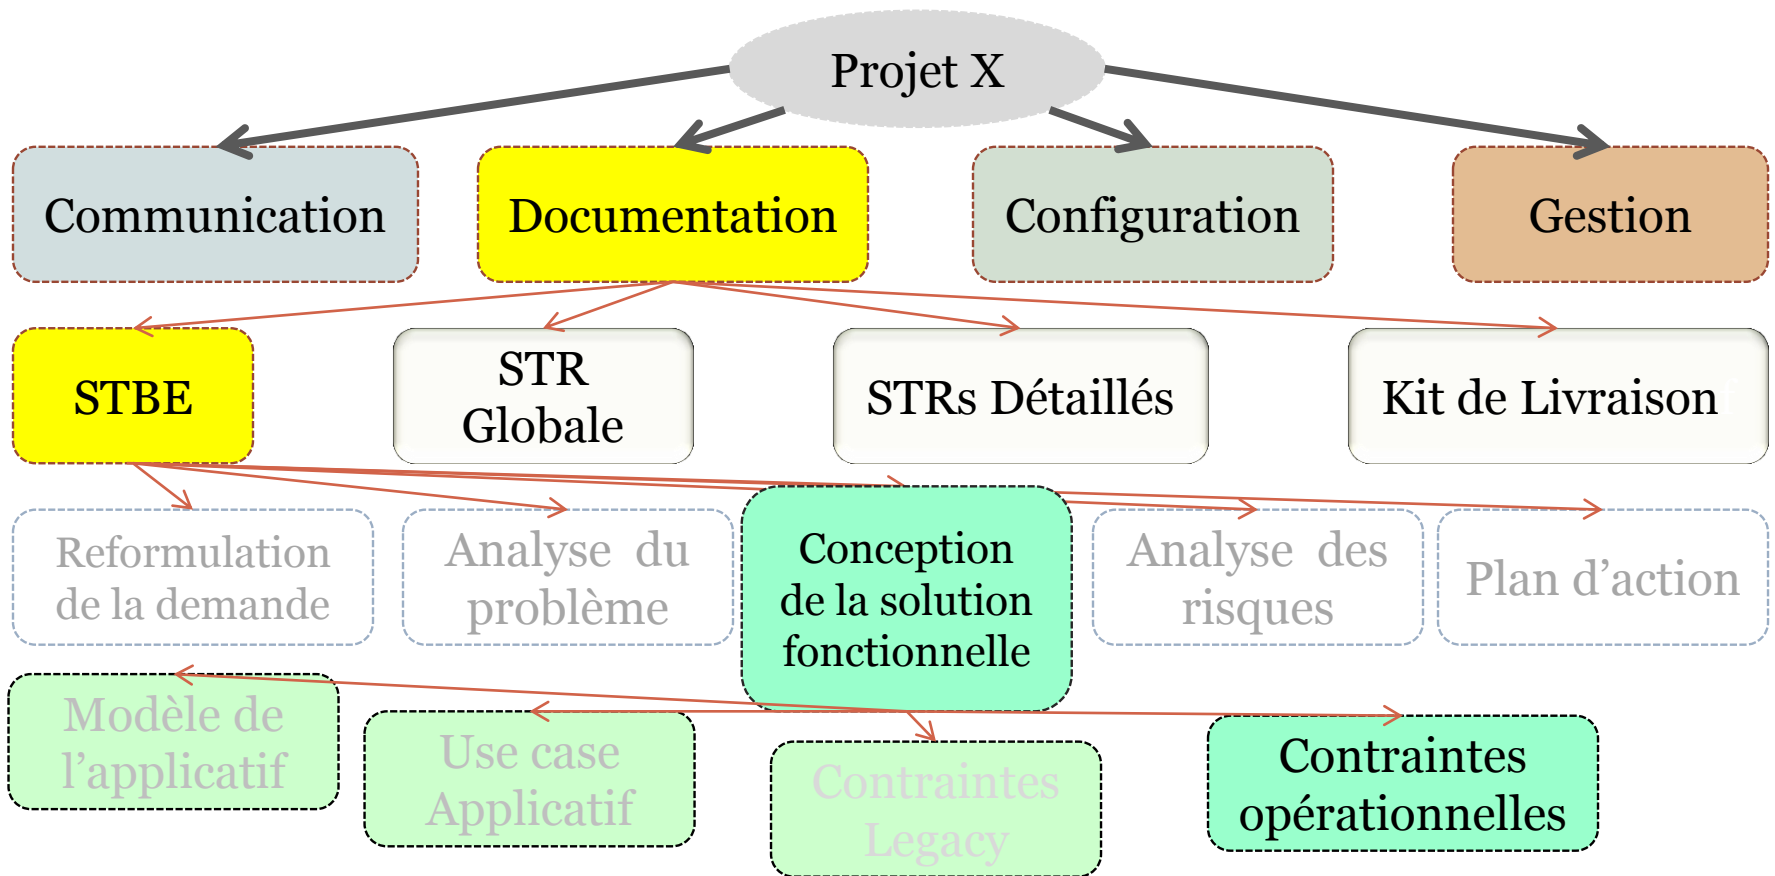 Projet X
Communication
Documentation
Configuration
Gestion
STBE
STR
Globale
STRs Détaillés
Kit de Livraison
Reformulation
de la demande
Analyse du
problème
Conception
de la solution
fonctionnelle
Analyse des
risques
Plan d’action
Modèle de
l’applicatif
Use case
Applicatif
Contraintes
Legacy
Contraintes
opérationnelles